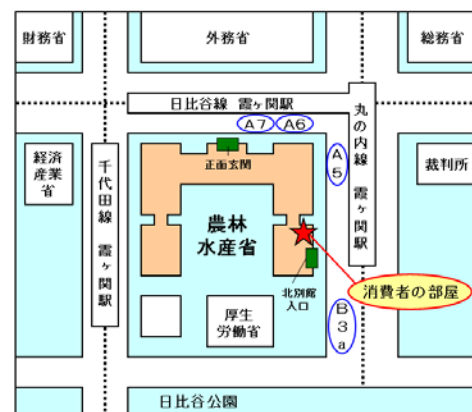 財務省
外務省
総務省
日比谷線 霞ヶ関駅
A7
A6
丸の内線 霞ヶ関駅
A5
正面玄関
経済
産業
省
千代田線 霞ヶ関駅
裁判所
農林
水産省
消費者の部屋
北別館
入口
B3a
厚生
労働省
日比谷公園